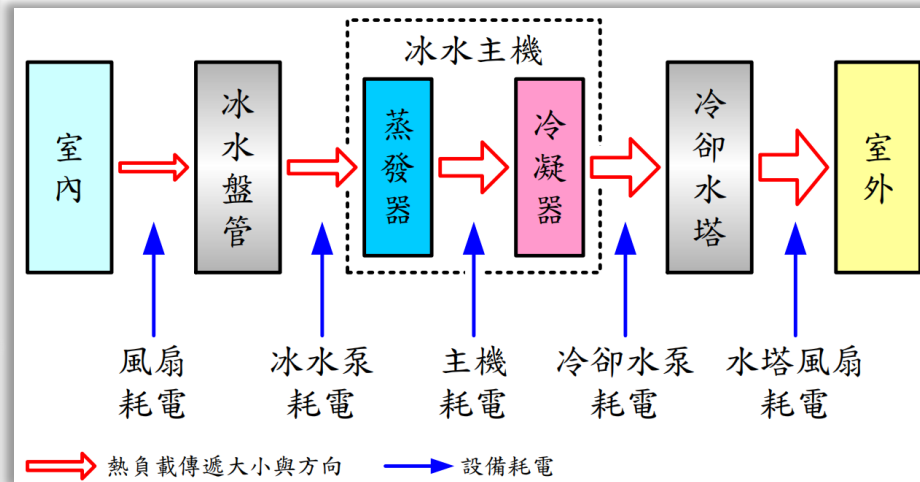 冰水主機
室內
冰水盤管
蒸發器
冷凝器
冷卻水塔
室外
風扇
耗電
冰水泵
耗電
主機
耗電
冷卻水泵
耗電
水塔風扇
耗電
熱負載傳遞大小與方向
設備耗電